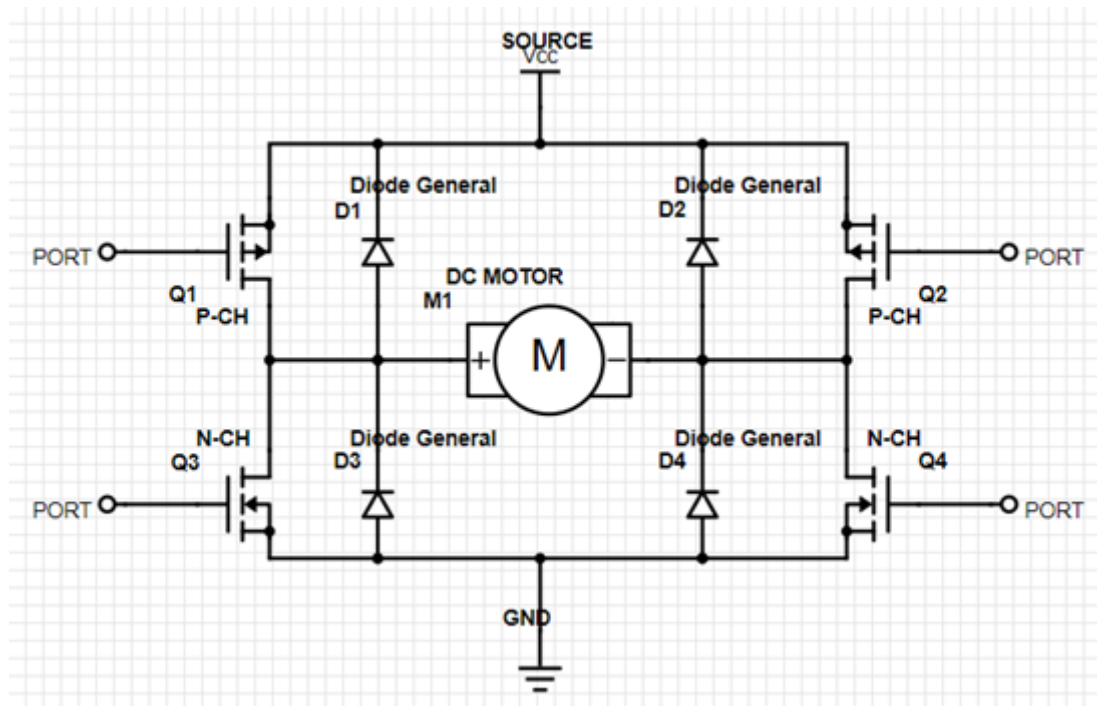 SOURCE
Vcc
Diode General
Diode General
D1
D2
PORT
PORT
DC MOTOR
M1
Q1
Q2
P-CH
P-CH
+
M
−
N-CH
Diode General
Diode General
N-CH
Q3
D3
D4
Q4
PORT
PORT
GND